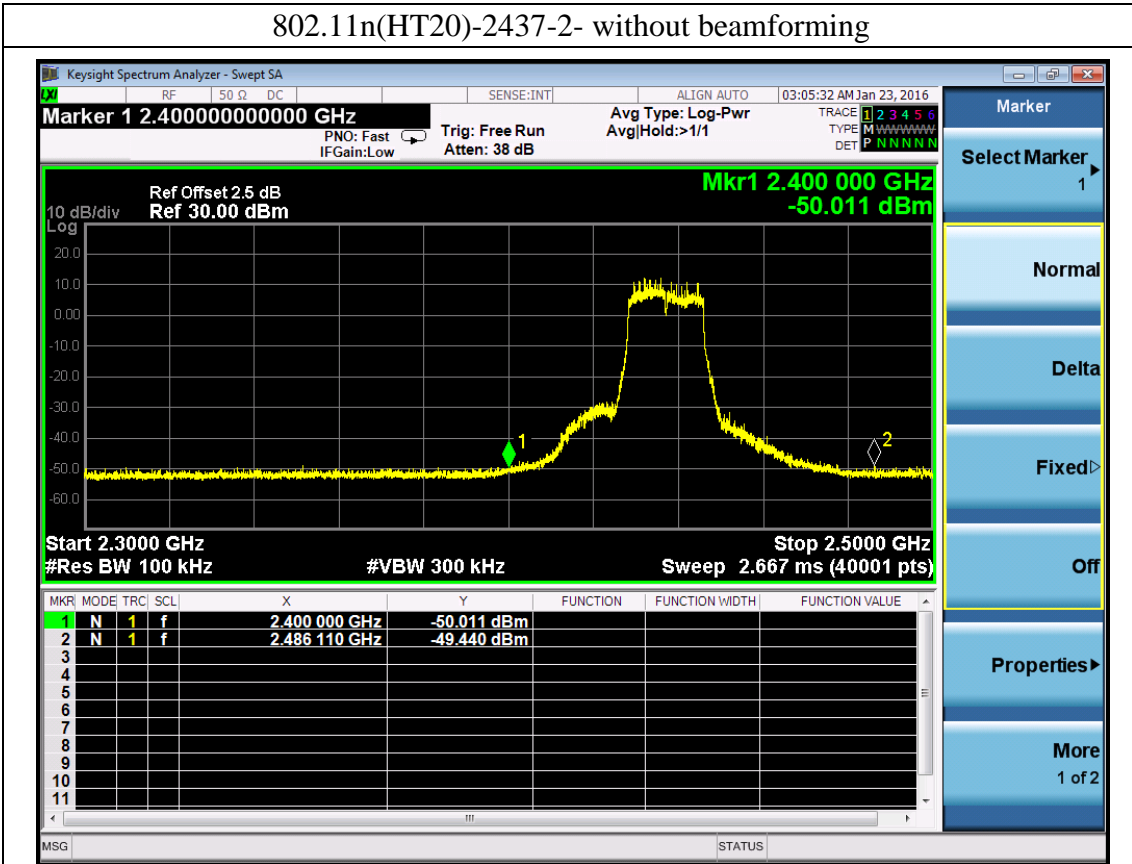 802.11n(HT20)-2437-2- without beamforming
Keysight Spectrum Analyzer - Swept SA
LXI RF 50 Ω DC SENSE:INT ALIGN AUTO 03:05:32 AM Jan 23, 2016
Marker 1 2.400000000000 GHz
PNO: Fast
IFGain:Low
Trig: Free Run
Atten: 38 dB
Avg Type: Log-Pwr
Avg|Hold:>1/1
TRACE 1 2 3 4 5 6
TYPE M WWWWW
DET P N N N N N
Mkr1 2.400 000 GHz
-50.011 dBm
Ref Offset 2.5 dB
10 dB/div Ref 30.00 dBm
Log
20.0
10.0
0.00
-10.0
-20.0
-30.0
-40.0
-50.0
-60.0
1
2
Start 2.3000 GHz Stop 2.5000 GHz
#Res BW 100 kHz #VBW 300 kHz Sweep 2.667 ms (40001 pts)
MKR MODE TRC SCL X Y FUNCTION FUNCTION WIDTH FUNCTION VALUE
1 N 1 f 2.400 000 GHz -50.011 dBm
2 N 1 f 2.486 110 GHz -49.440 dBm
3
4
5
6
7
8
9
10
11
MSG STATUS
Marker
Select Marker
1
Normal
Delta
Fixed
Off
Properties
More
1 of 2